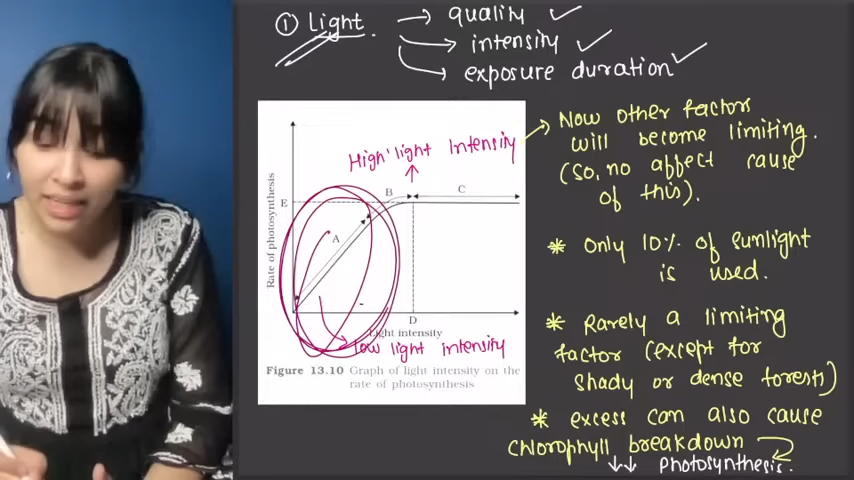 ① Light → quality ✓
→ intensity ✓
→ exposure duration ✓
Now other factors
will become limiting.
(So, no affect cause
of this).
High light Intensity
Rate of photosynthesis
E
A
B
C
D
Light intensity
low light intensity
Figure 13.10 Graph of light intensity on the
rate of photosynthesis
* Only 10% of sunlight
is used.
* Rarely a limiting
factor (except for
shady or dense forests)
* excess can also cause
chlorophyll breakdown
↓↓ photosynthesis.